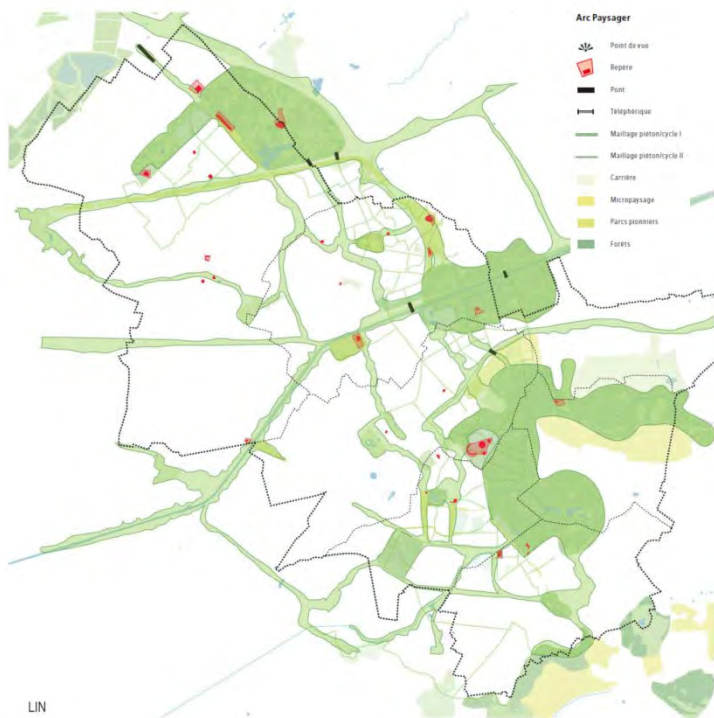 Arc Paysager
Point de vue
Repère
Pont
Téléphérique
Maillage piéton/cycle I
Maillage piéton/cycle II
Carrière
Micropaysage
Parcs pionniers
Forêts
LIN